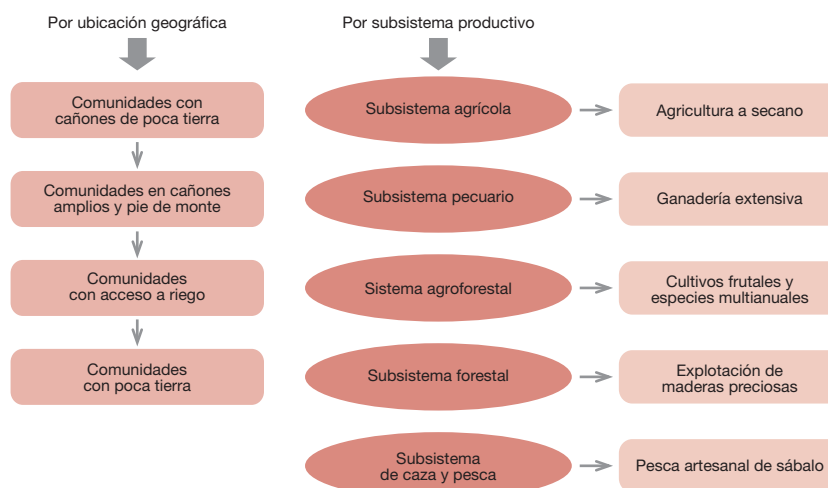 Por ubicación geográfica
Comunidades con
cañones de poca tierra
Comunidades en cañones
amplios y pie de monte
Comunidades
con acceso a riego
Comunidades
con poca tierra
Por subsistema productivo
Subsistema agrícola
Agricultura a secano
Subsistema pecuario
Ganadería extensiva
Sistema agroforestal
Cultivos frutales y
especies multianuales
Subsistema forestal
Explotación de
maderas preciosas
Subsistema
de caza y pesca
Pesca artesanal de sábalo